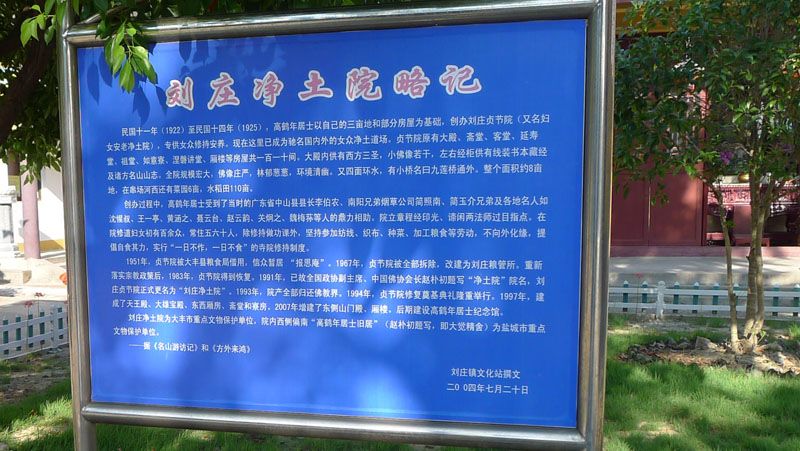 刘庄净土院略记
民国十一年（1922）至民国十四年（1925），高鹤年居士以自己的三亩地和部分房屋为基础，创办刘庄贞节院（又名妇
女安老净土院），专供女众修持安养。现在这里已成为驰名国内外的女众净土道场。贞节院原有大殿、斋堂、客堂、延寿
堂、祖堂、如意寮、涅磐讲堂、厢楼等房屋共一百一十间。大殿内供有西方三圣，小佛像若干，左右经柜供有线装书本藏经
及诸方名山山志。全院规模宏大，佛像庄严，林郁葱葱，环境清幽，又四面环水，有小桥名曰九莲桥通外。整个面积约8亩
地，在串场河西还有菜园6亩，水稻田110亩。
创办过程中，高鹤年居士受到了当时的广东省中山县县长李伯农、南阳兄弟烟草公司简照南、简玉介兄弟及各地名人如
沈惺叔、王一亭、黄涵之、聂云台、赵云韵、关炯之、魏梅荪等人的鼎力相助。院立章程经印光、谛闲两法师过目指点。在
院修道妇女初有百余众，常住五六十人，除修持做功课外，坚持参加纺线、织布、种菜、加工粮食等劳动，不向外化缘，提
倡自食其力，实行“一日不作，一日不食”的寺院修持制度。
1951年，贞节院被大丰县粮食局借用，信众暂居“报恩庵”。1967年，贞节院被全部拆除，改建为刘庄粮管所。重新
落实宗教政策后，1983年，贞节院得到恢复。1991年，已故全国政协副主席、中国佛协会长赵朴初题写“净土院”院名，刘
庄贞节院正式更名为“刘庄净土院”。1993年，院产全部归还佛教界。1994年，贞节院修复奠基典礼隆重举行。1997年，建
成了天王殿、大雄宝殿、东西厢房、斋堂和寮房。2007年增建了东侧山门殿、厢楼，后期建设高鹤年居士纪念馆。
刘庄净土院为大丰市重点文物保护单位。院内西侧偏南“高鹤年居士旧居”（赵朴初题写，即大觉精舍）为盐城市重点
文物保护单位。
——据《名山游访记》和《方外来鸿》
刘庄镇文化站撰文
二〇〇四年七月二十日